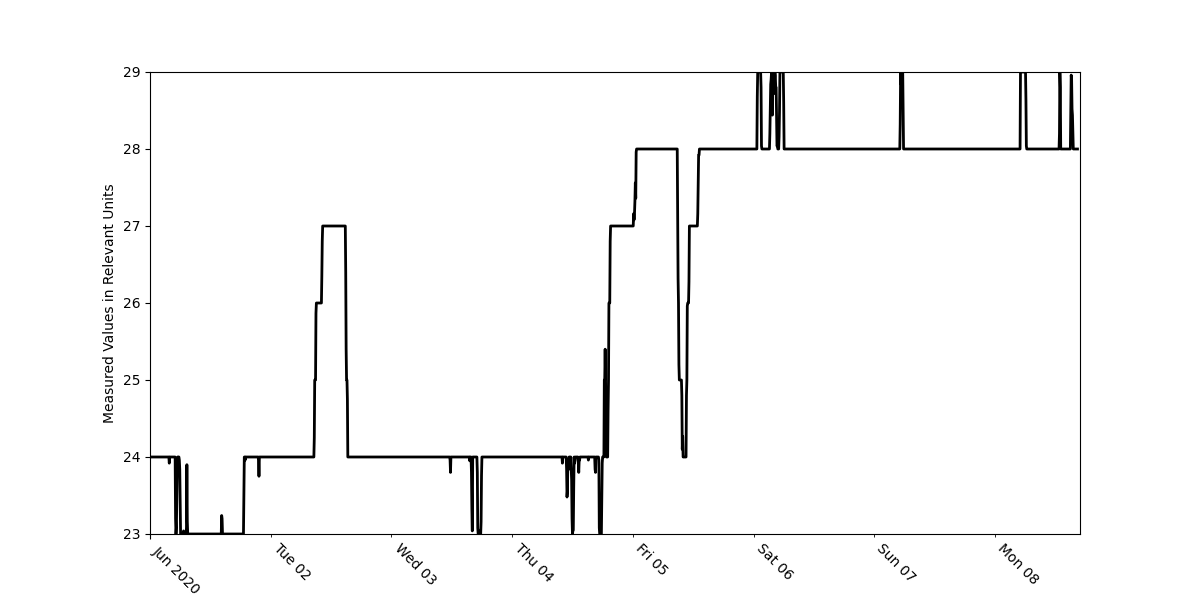 29
28
27
26
25
24
23
Measured Values in Relevant Units
Jun 2020
Tue 02
Wed 03
Thu 04
Fri 05
Sat 06
Sun 07
Mon 08